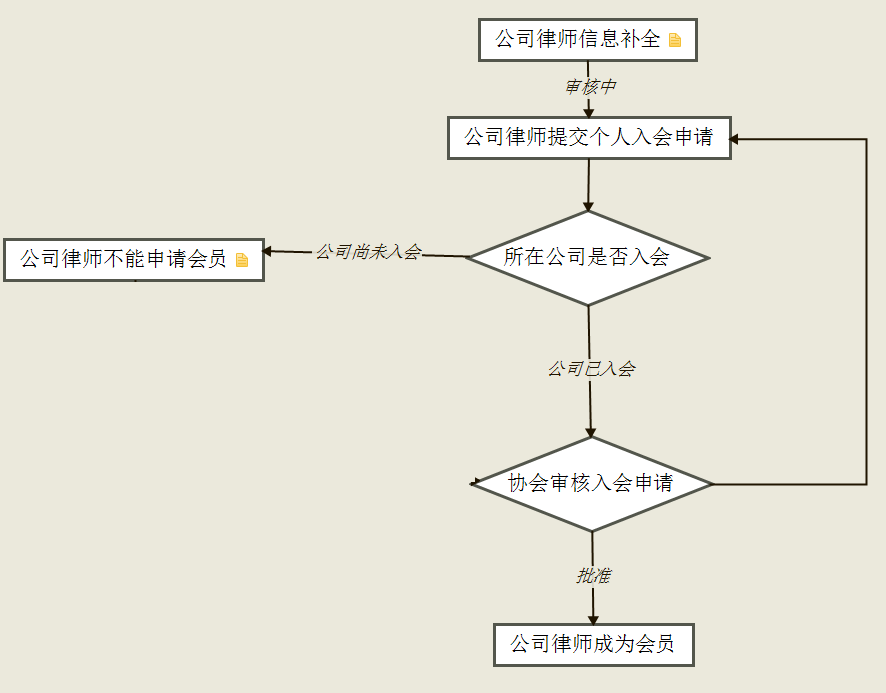 公司律师信息补全
审核中
公司律师提交个人入会申请
公司律师不能申请会员
公司尚未入会
所在公司是否入会
公司已入会
协会审核入会申请
批准
公司律师成为会员